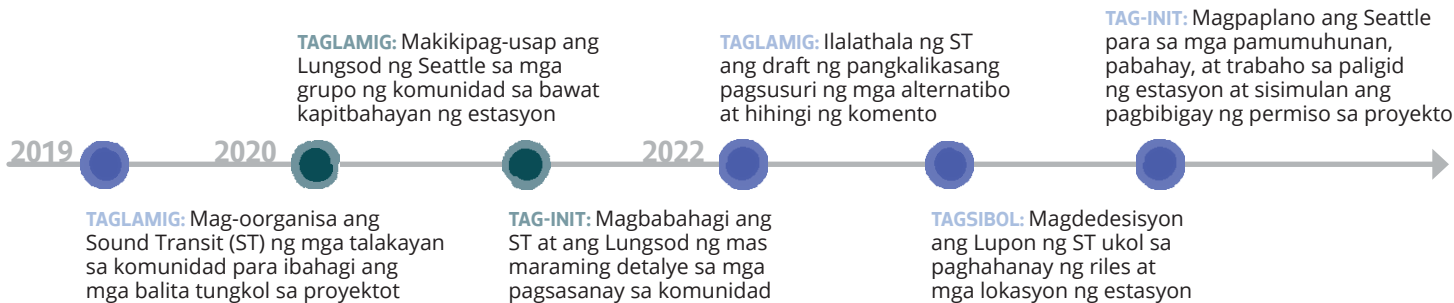 TAGLAMIG: Makikipag-usap ang
Lungsod ng Seattle sa mga
grupo ng komunidad sa bawat
kapitbahayan ng estasyon
TAGLAMIG: Ilalathala ng ST
ang draft ng pangkalikasang
pagsusuri ng mga alternatibo
at hihingi ng komento
TAG-INIT: Magpaplano ang Seattle
para sa mga pamumuhunan,
pabahay, at trabaho sa paligid
ng estasyon at sisimulan ang
pagbibigay ng permiso sa proyekto
2019
2020
2022
TAGLAMIG: Mag-oorganisa ang
Sound Transit (ST) ng mga talakayan
sa komunidad para ibahagi ang
mga balita tungkol sa proyektot
TAG-INIT: Magbabahagi ang
ST at ang Lungsod ng mas
maraming detalye sa mga
pagsasanay sa komunidad
TAGSIBOL: Magdedesisyon
ang Lupon ng ST ukol sa
paghahanay ng riles at
mga lokasyon ng estasyon